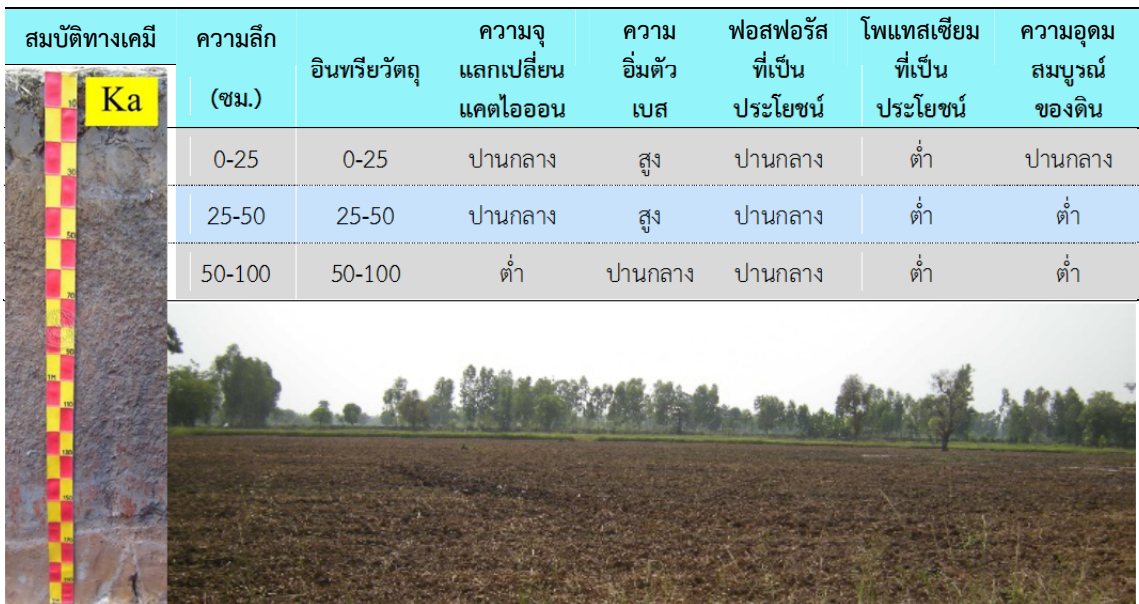 สมบัติทางเคมี
ความลึก
(ซม.)
อินทรียวัตถุ
ความจุ
แลกเปลี่ยน
แคตไอออน
ความ
อิ่มตัว
เบส
ฟอสฟอรัส
ที่เป็น
ประโยชน์
โพแทสเซียม
ที่เป็น
ประโยชน์
ความอุดม
สมบูรณ์
ของดิน
Ka
0-25 0-25 ปานกลาง สูง ปานกลาง ต่ำ ปานกลาง
25-50 25-50 ปานกลาง สูง ปานกลาง ต่ำ ต่ำ
50-100 50-100 ต่ำ ปานกลาง ปานกลาง ต่ำ ต่ำ
10
30
50
70
90
110
130
150